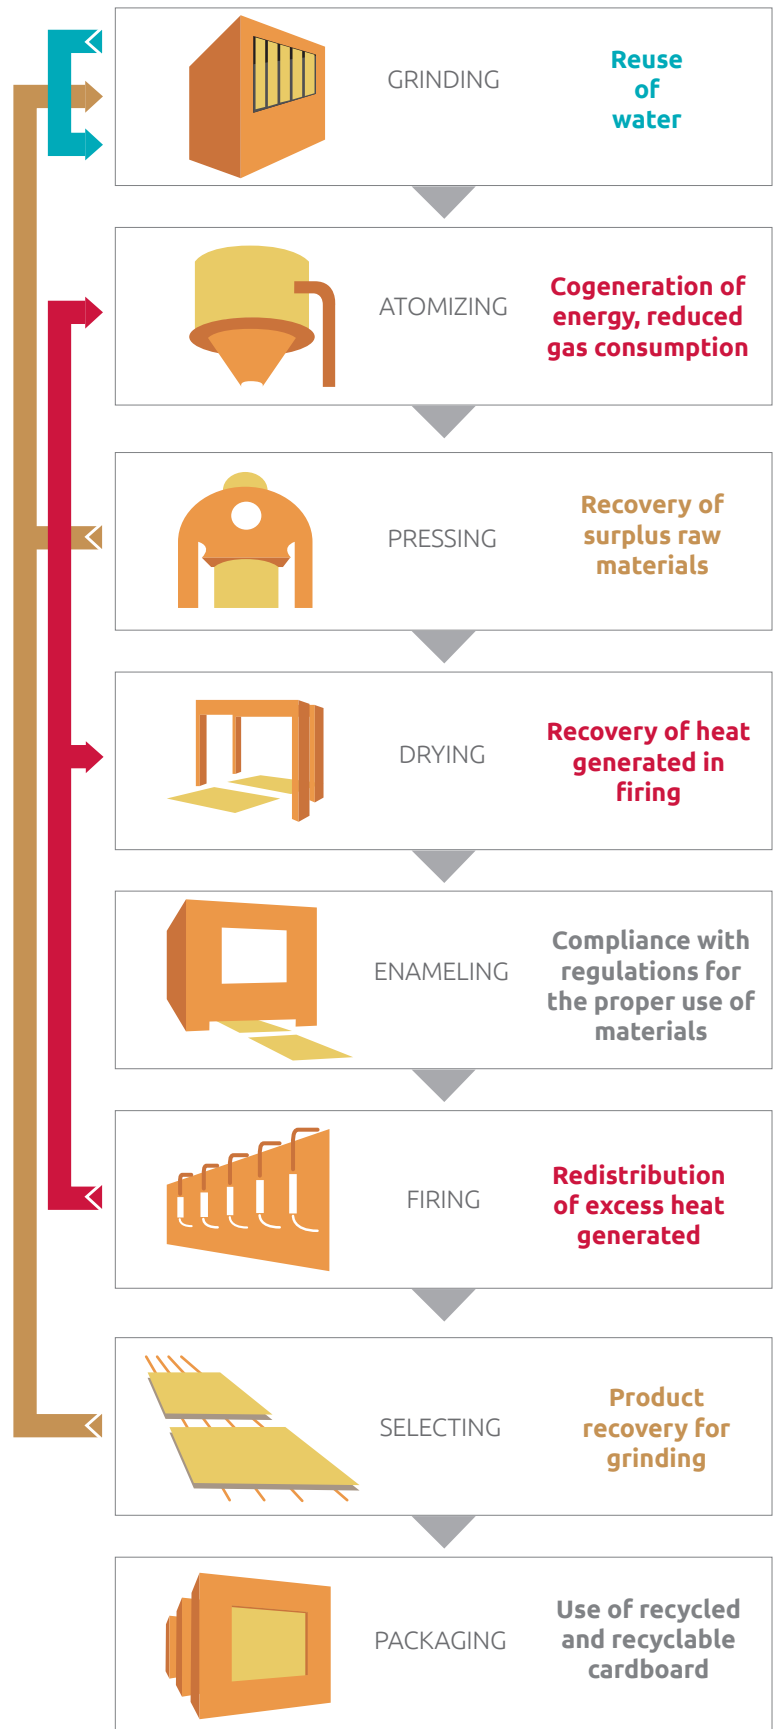 GRINDING
Reuse
of
water
ATOMIZING
Cogeneration of
energy, reduced
gas consumption
PRESSING
Recovery of
surplus raw
materials
DRYING
Recovery of heat
generated in
firing
ENAMELING
Compliance with
regulations for
the proper use of
materials
FIRING
Redistribution
of excess heat
generated
SELECTING
Product
recovery for
grinding
PACKAGING
Use of recycled
and recyclable
cardboard